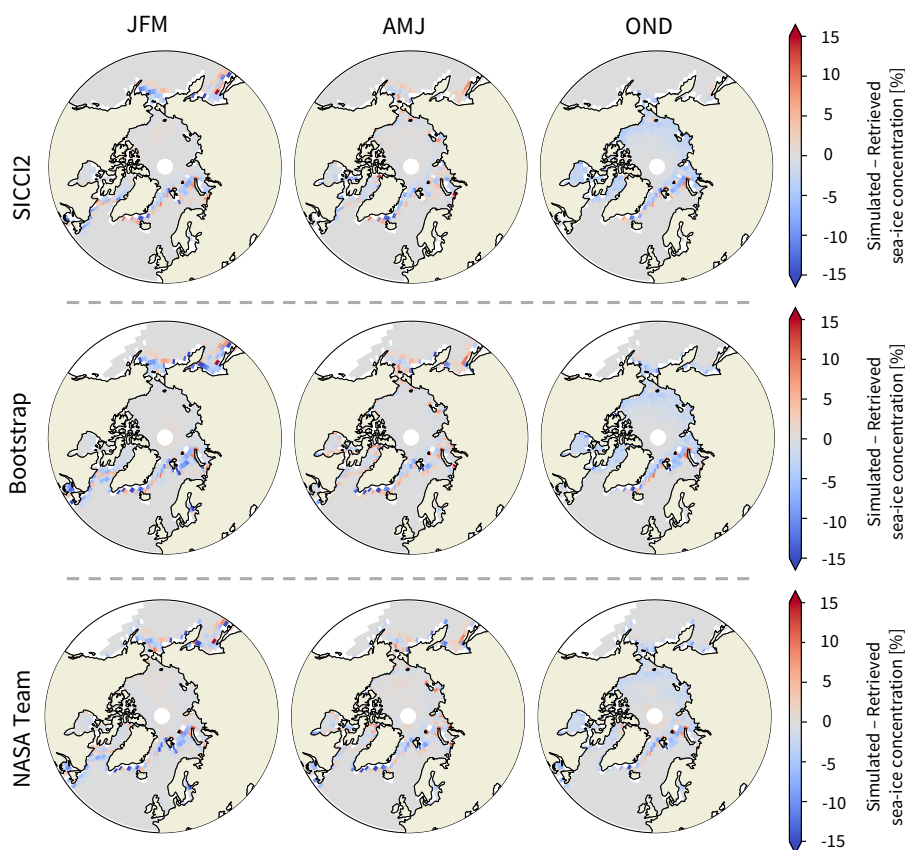 JFM
AMJ
OND
SICCI2
15
10
5
0
-5
-10
-15
Simulated – Retrieved
sea-ice concentration [%]
Bootstrap
15
10
5
0
-5
-10
-15
Simulated – Retrieved
sea-ice concentration [%]
NASA Team
15
10
5
0
-5
-10
-15
Simulated – Retrieved
sea-ice concentration [%]